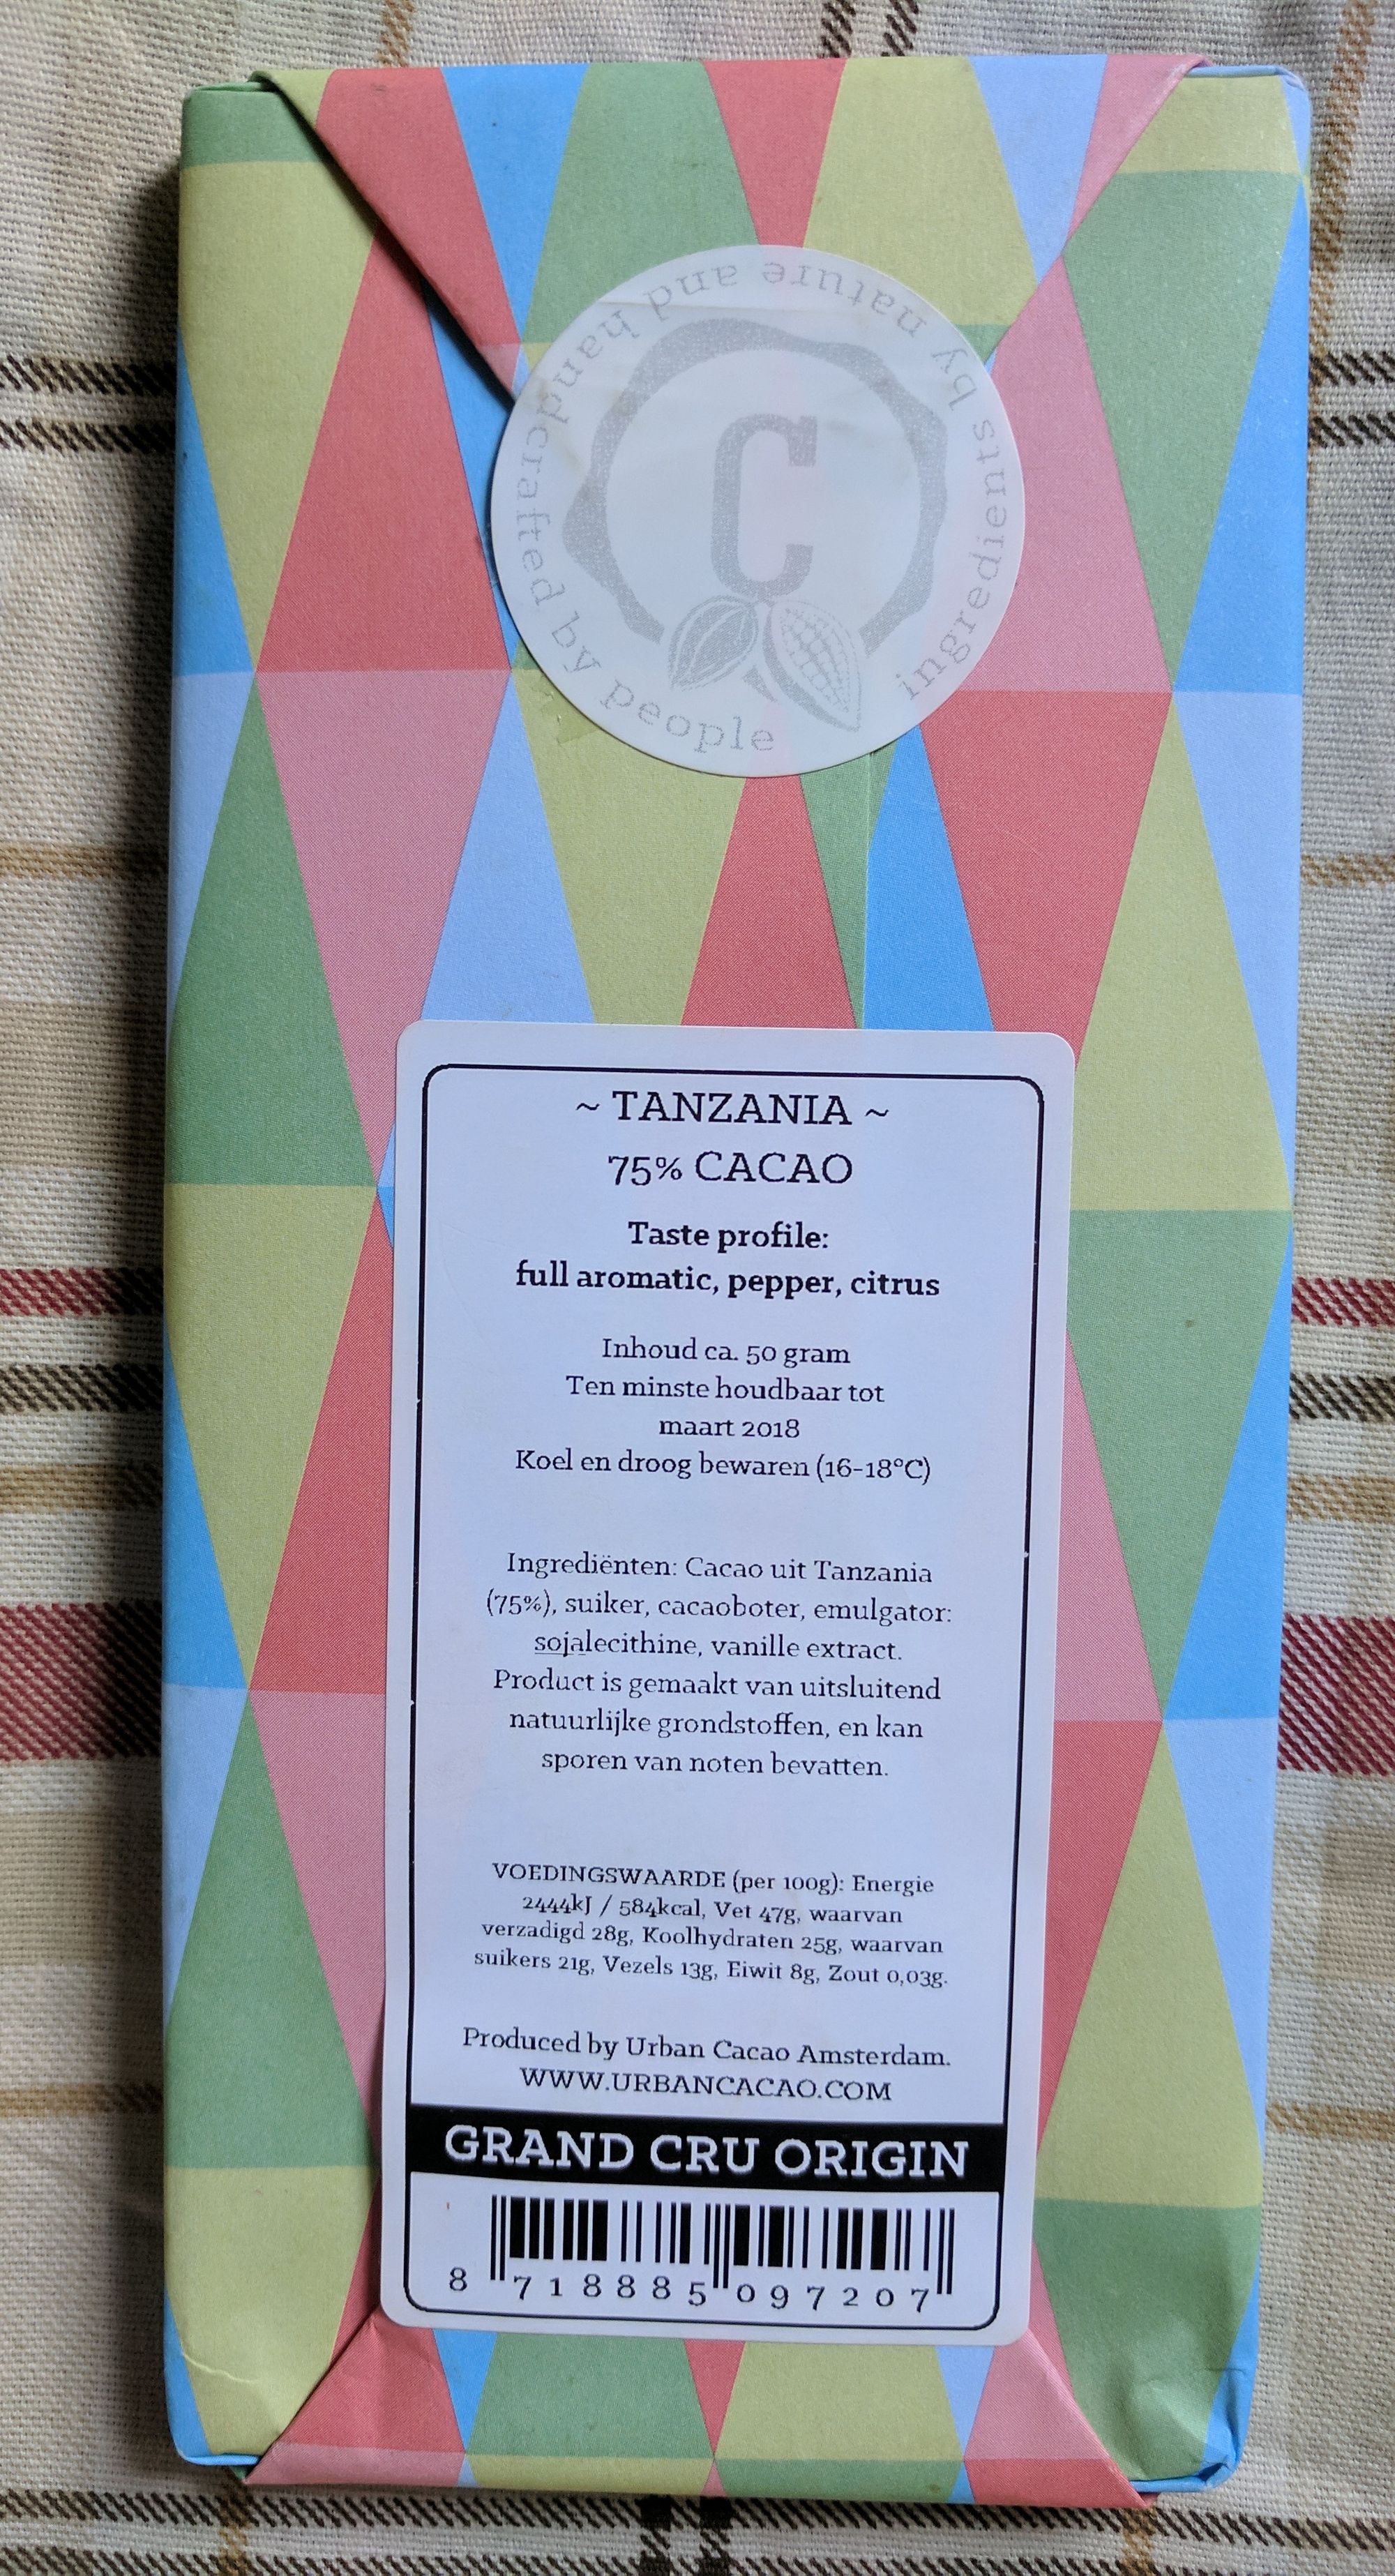 ingredients by nature and handcrafted by people
C
~ TANZANIA ~
75% CACAO
Taste profile:
full aromatic, pepper, citrus
Inhoud ca. 50 gram
Ten minste houdbaar tot
maart 2018
Koel en droog bewaren (16-18°C)
Ingrediënten: Cacao uit Tanzania
(75%), suiker, cacaoboter, emulgator:
sojalecithine, vanille extract.
Product is gemaakt van uitsluitend
natuurlijke grondstoffen, en kan
sporen van noten bevatten.
VOEDINGSWAARDE (per 100g): Energie
2444kJ / 584kcal, Vet 47g, waarvan
verzadigd 28g, Koolhydraten 25g, waarvan
suikers 21g, Vezels 13g, Eiwit 8g, Zout 0,03g.
Produced by Urban Cacao Amsterdam.
WWW.URBANCACAO.COM
GRAND CRU ORIGIN
8 718885 097207